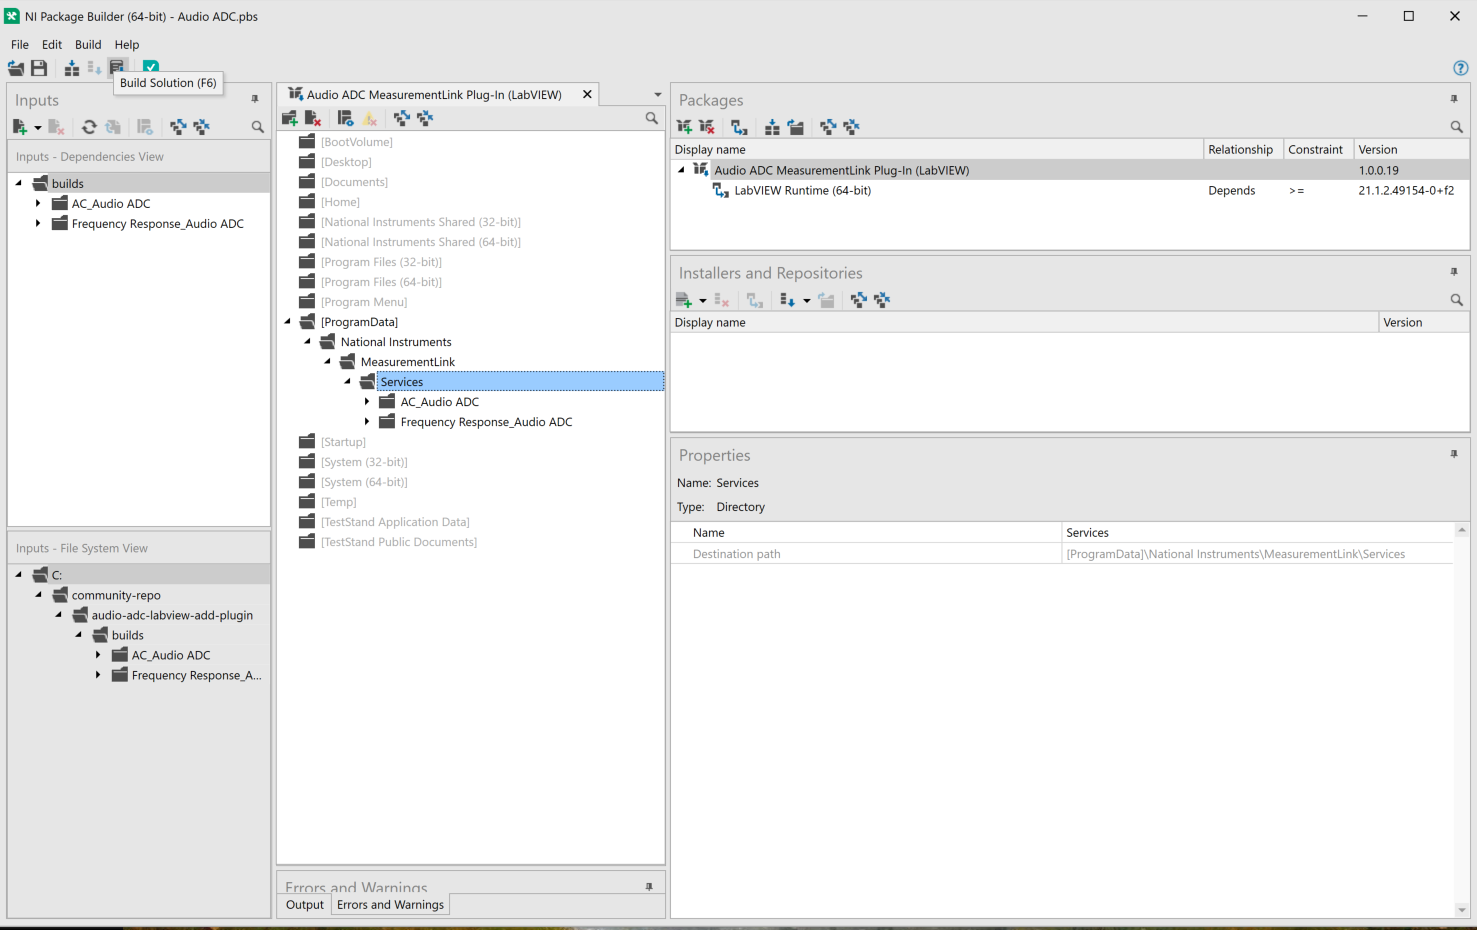 NI Package Builder (64-bit) - Audio ADC.pbs
File Edit Build Help
Build Solution (F6)
Inputs
Inputs - Dependencies View
builds
AC_Audio ADC
Frequency Response_Audio ADC
Inputs - File System View
C:
community-repo
audio-adc-labview-add-plugin
builds
AC_Audio ADC
Frequency Response_A...
Audio ADC MeasurementLink Plug-In (LabVIEW)
[BootVolume]
[Desktop]
[Documents]
[Home]
[National Instruments Shared (32-bit)]
[National Instruments Shared (64-bit)]
[Program Files (32-bit)]
[Program Files (64-bit)]
[Program Menu]
[ProgramData]
National Instruments
MeasurementLink
Services
AC_Audio ADC
Frequency Response_Audio ADC
[Startup]
[System (32-bit)]
[System (64-bit)]
[Temp]
[TestStand Application Data]
[TestStand Public Documents]
Errors and Warnings
Output Errors and Warnings
Packages
Display name Relationship Constraint Version
Audio ADC MeasurementLink Plug-In (LabVIEW) 1.0.0.19
LabVIEW Runtime (64-bit) Depends >= 21.1.2.49154-0+f2
Installers and Repositories
Display name Version
Properties
Name: Services
Type: Directory
Name Services
Destination path [ProgramData]\National Instruments\MeasurementLink\Services